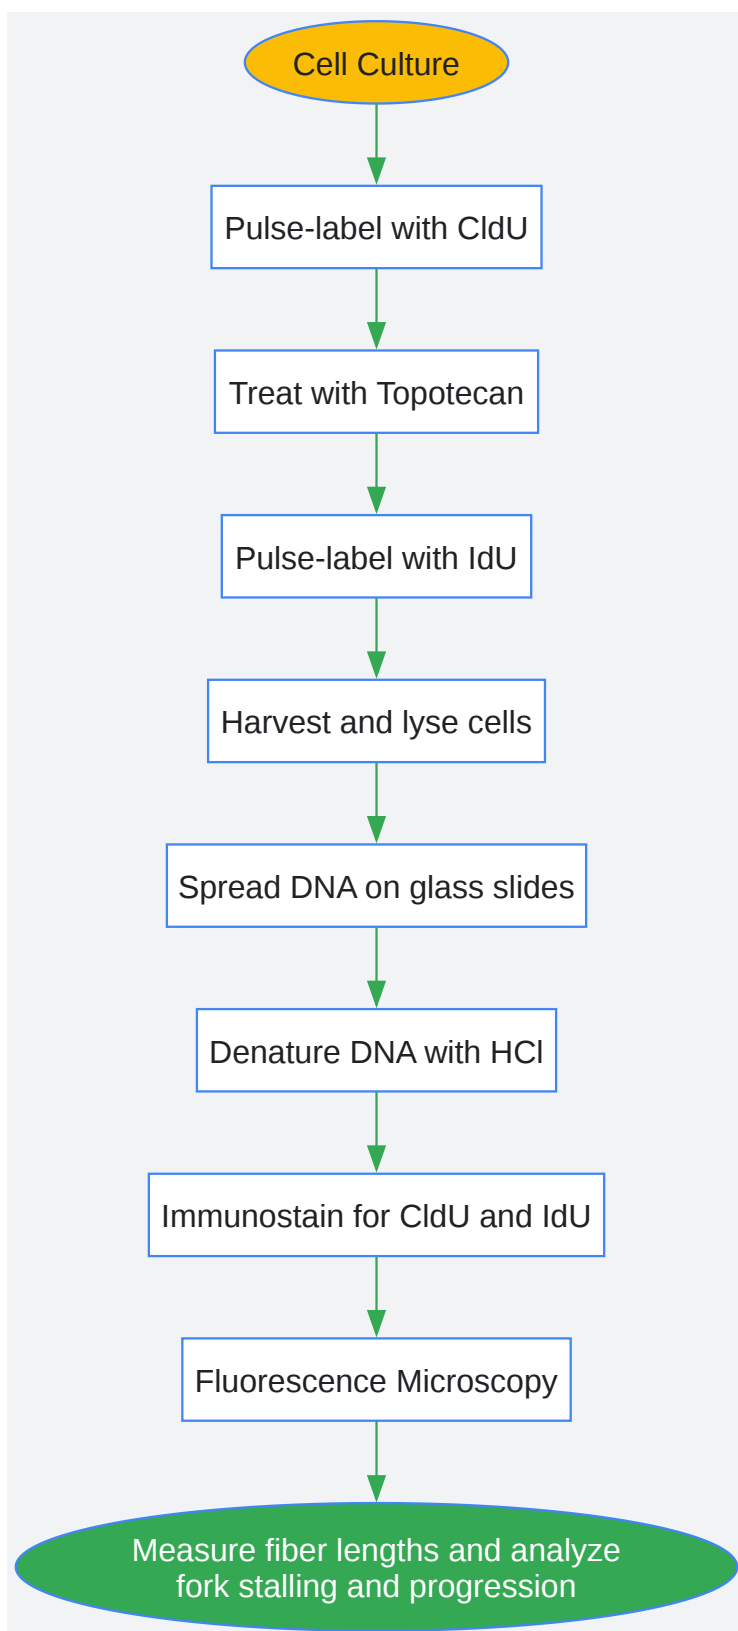 Cell Culture
Pulse-label with CldU
Treat with Topotecan
Pulse-label with IdU
Harvest and lyse cells
Spread DNA on glass slides
Denature DNA with HCl
Immunostain for CldU and IdU
Fluorescence Microscopy
Measure fiber lengths and analyze
fork stalling and progression